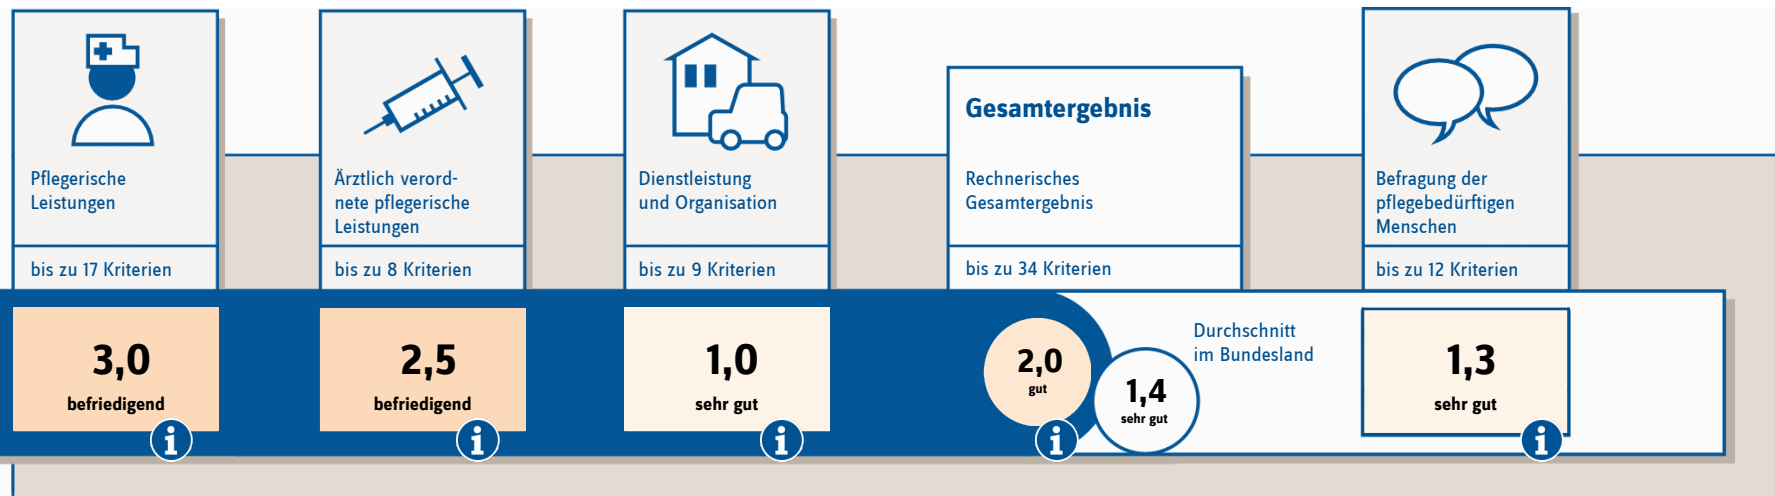 Pflegerische
Leistungen
bis zu 17 Kriterien
3,0
befriedigend
i
Ärztlich verord-
nete pflegerische
Leistungen
bis zu 8 Kriterien
2,5
befriedigend
i
Dienstleistung
und Organisation
bis zu 9 Kriterien
1,0
sehr gut
i
Gesamtergebnis
Rechnerisches
Gesamtergebnis
bis zu 34 Kriterien
2,0
gut
i
1,4
sehr gut
Durchschnitt
im Bundesland
Befragung der
pflegebedürftigen
Menschen
bis zu 12 Kriterien
1,3
sehr gut
i